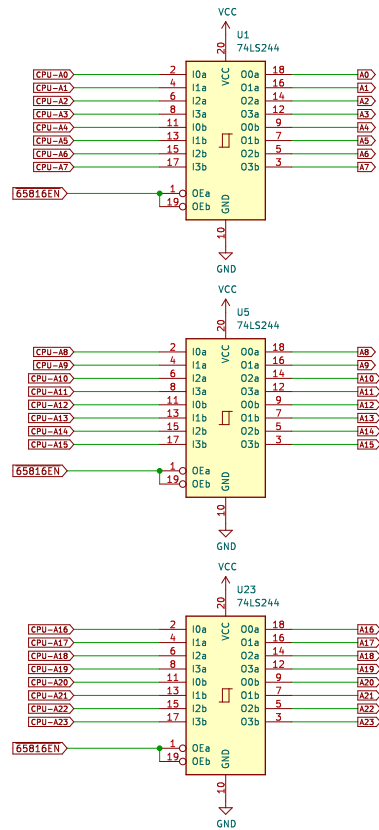 VCC
U1
74LS244
20
CPU-A0 2 I0a VCC O0a 18 A0
CPU-A1 4 I1a O1a 16 A1
CPU-A2 6 I2a O2a 14 A2
CPU-A3 8 I3a O3a 12 A3
CPU-A4 11 I0b O0b 9 A4
CPU-A5 13 I1b O1b 7 A5
CPU-A6 15 I2b O2b 5 A6
CPU-A7 17 I3b O3b 3 A7
65816EN 1 OEa
19 OEb GND
10
GND
VCC
U5
74LS244
20
CPU-A8 2 I0a VCC O0a 18 A8
CPU-A9 4 I1a O1a 16 A9
CPU-A10 6 I2a O2a 14 A10
CPU-A11 8 I3a O3a 12 A11
CPU-A12 11 I0b O0b 9 A12
CPU-A13 13 I1b O1b 7 A13
CPU-A14 15 I2b O2b 5 A14
CPU-A15 17 I3b O3b 3 A15
65816EN 1 OEa
19 OEb GND
10
GND
VCC
U23
74LS244
20
CPU-A16 2 I0a VCC O0a 18 A16
CPU-A17 4 I1a O1a 16 A17
CPU-A18 6 I2a O2a 14 A18
CPU-A19 8 I3a O3a 12 A19
CPU-A20 11 I0b O0b 9 A20
CPU-A21 13 I1b O1b 7 A21
CPU-A22 15 I2b O2b 5 A22
CPU-A23 17 I3b O3b 3 A23
65816EN 1 OEa
19 OEb GND
10
GND